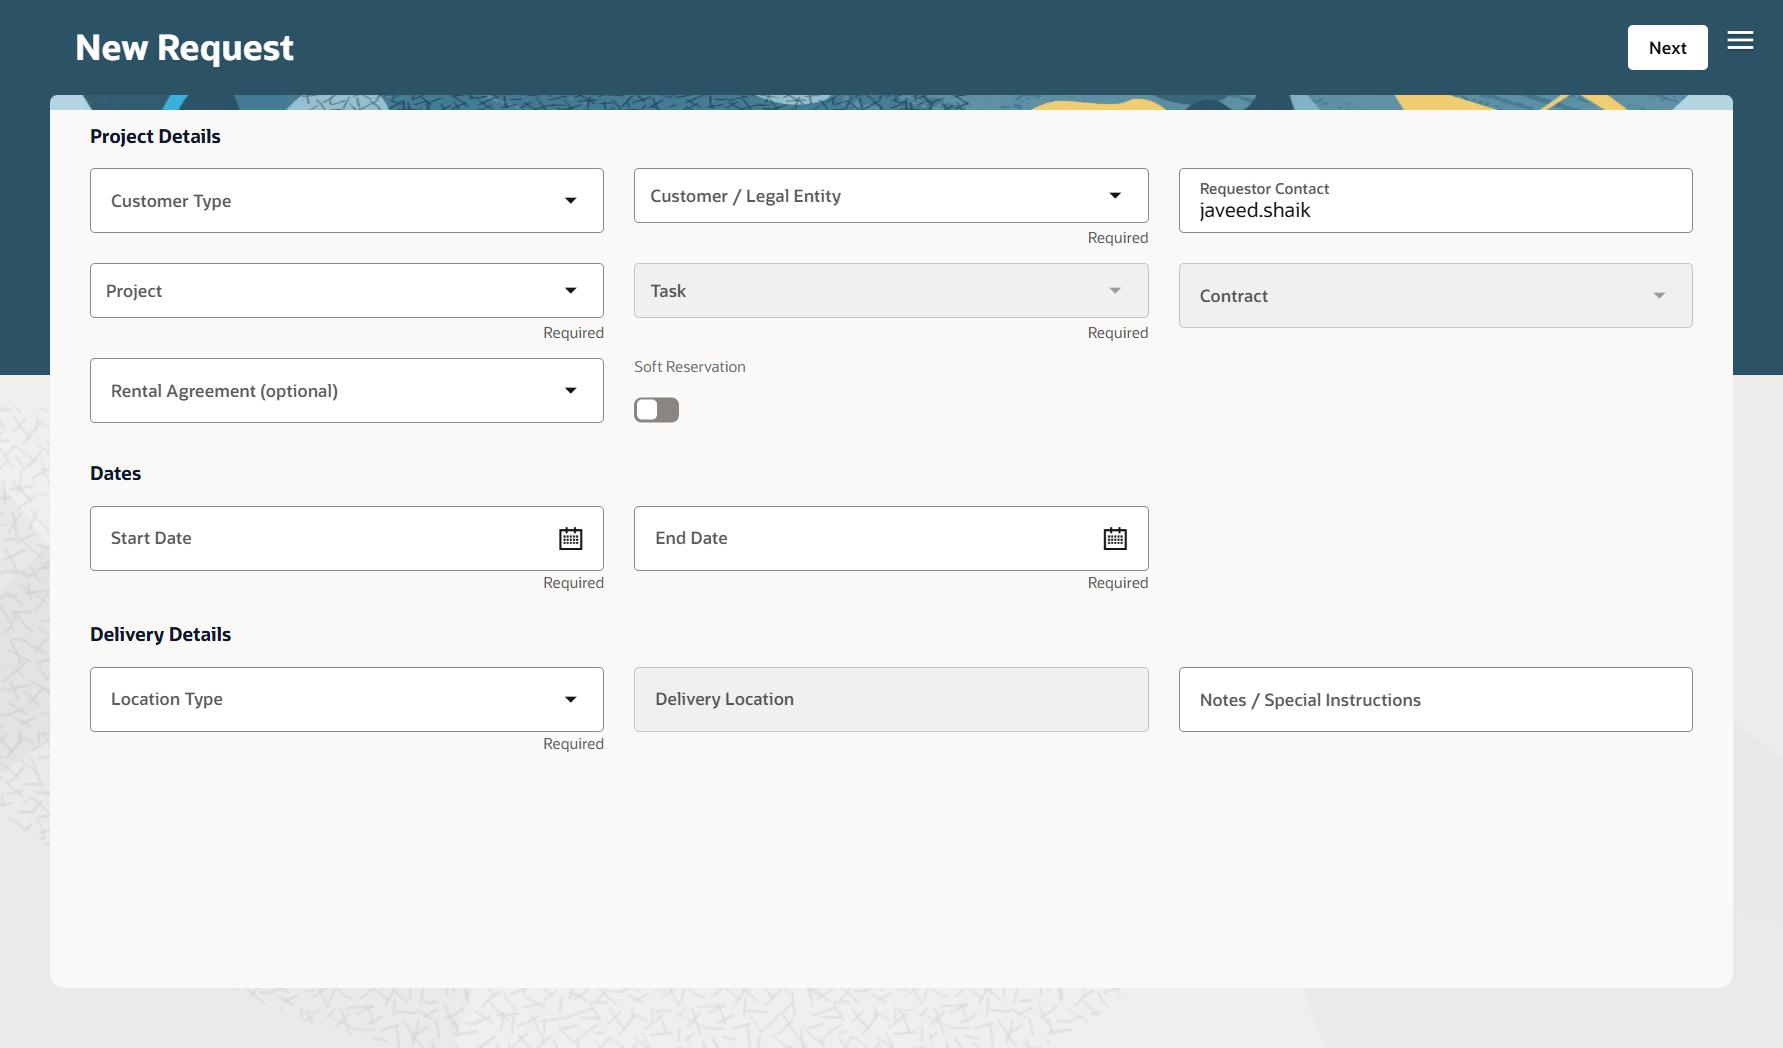 New Request
Next
Project Details
Customer Type
Customer / Legal Entity
Required
Requestor Contact
javeed.shaik
Project
Required
Task
Required
Contract
Rental Agreement (optional)
Soft Reservation
Dates
Start Date
Required
End Date
Required
Delivery Details
Location Type
Required
Delivery Location
Notes / Special Instructions